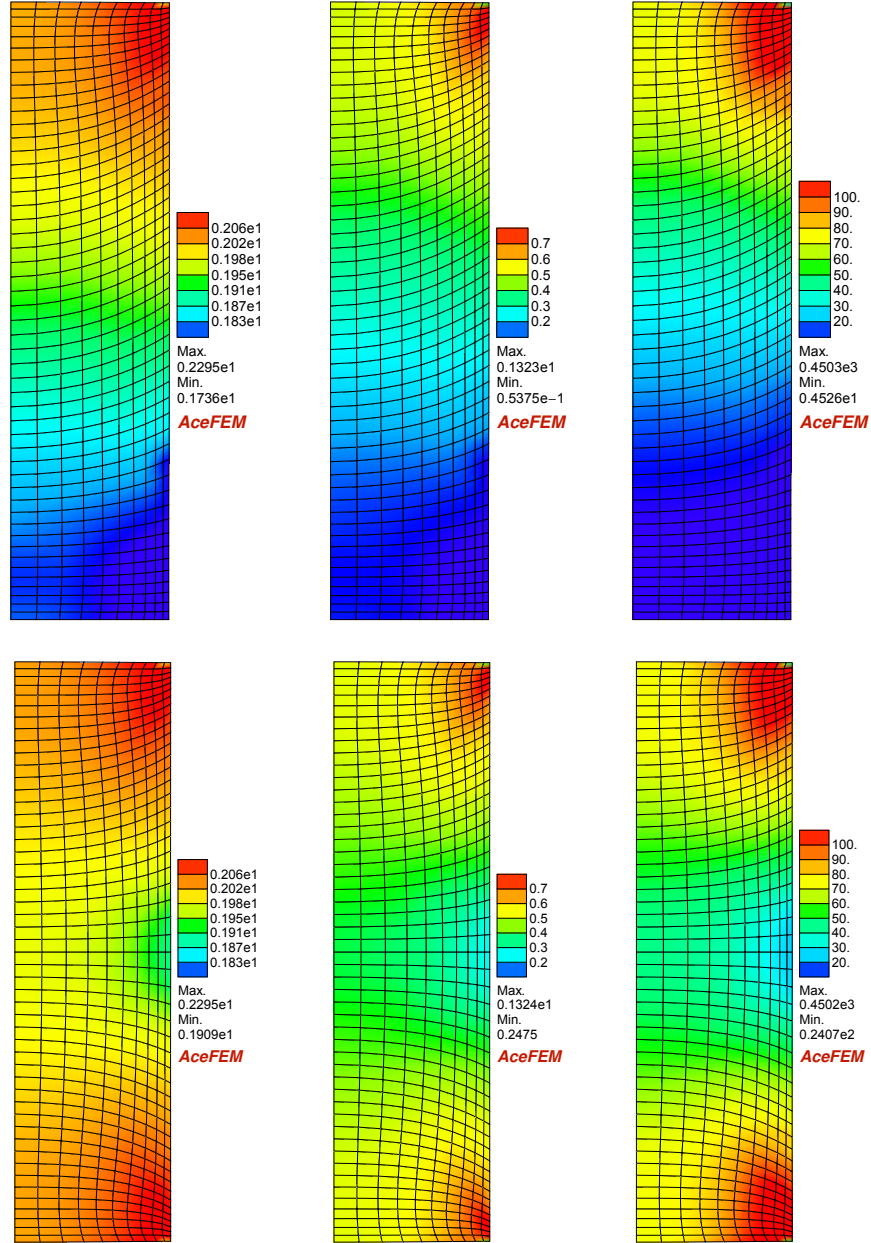 0.206e1
0.202e1
0.198e1
0.195e1
0.191e1
0.187e1
0.183e1
Max.
0.2295e1
Min.
0.1736e1
AceFEM
0.7
0.6
0.5
0.4
0.3
0.2
Max.
0.1323e1
Min.
0.5375e−1
AceFEM
100.
90.
80.
70.
60.
50.
40.
30.
20.
Max.
0.4503e3
Min.
0.4526e1
AceFEM
0.206e1
0.202e1
0.198e1
0.195e1
0.191e1
0.187e1
0.183e1
Max.
0.2295e1
Min.
0.1909e1
AceFEM
0.7
0.6
0.5
0.4
0.3
0.2
Max.
0.1324e1
Min.
0.2475
AceFEM
100.
90.
80.
70.
60.
50.
40.
30.
20.
Max.
0.4502e3
Min.
0.2407e2
AceFEM